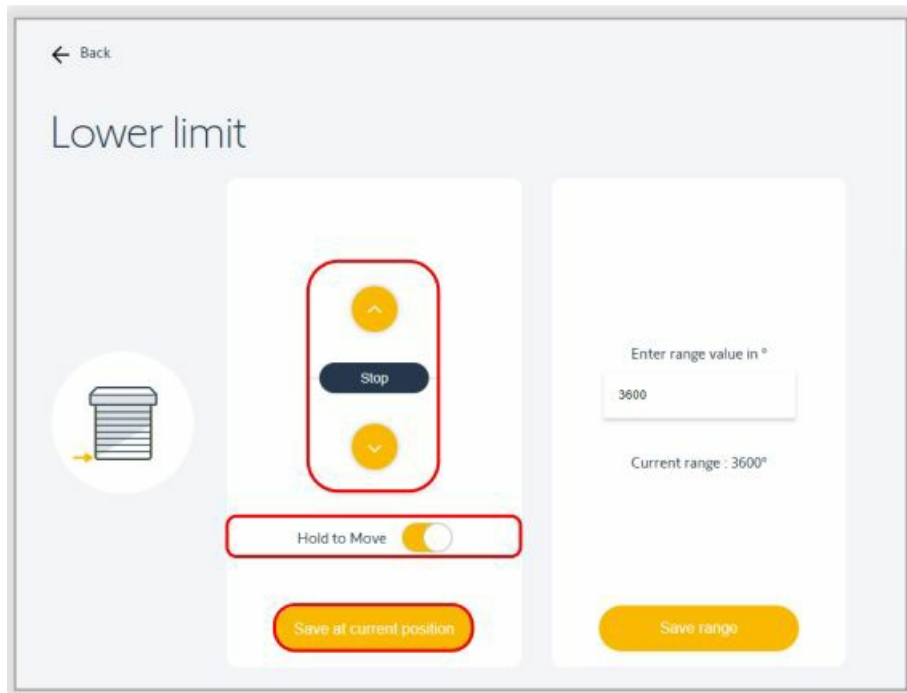 Back
Lower limit
Stop
Hold to Move
Save at current position
Enter range value in °
3600
Current range : 3600°
Save range